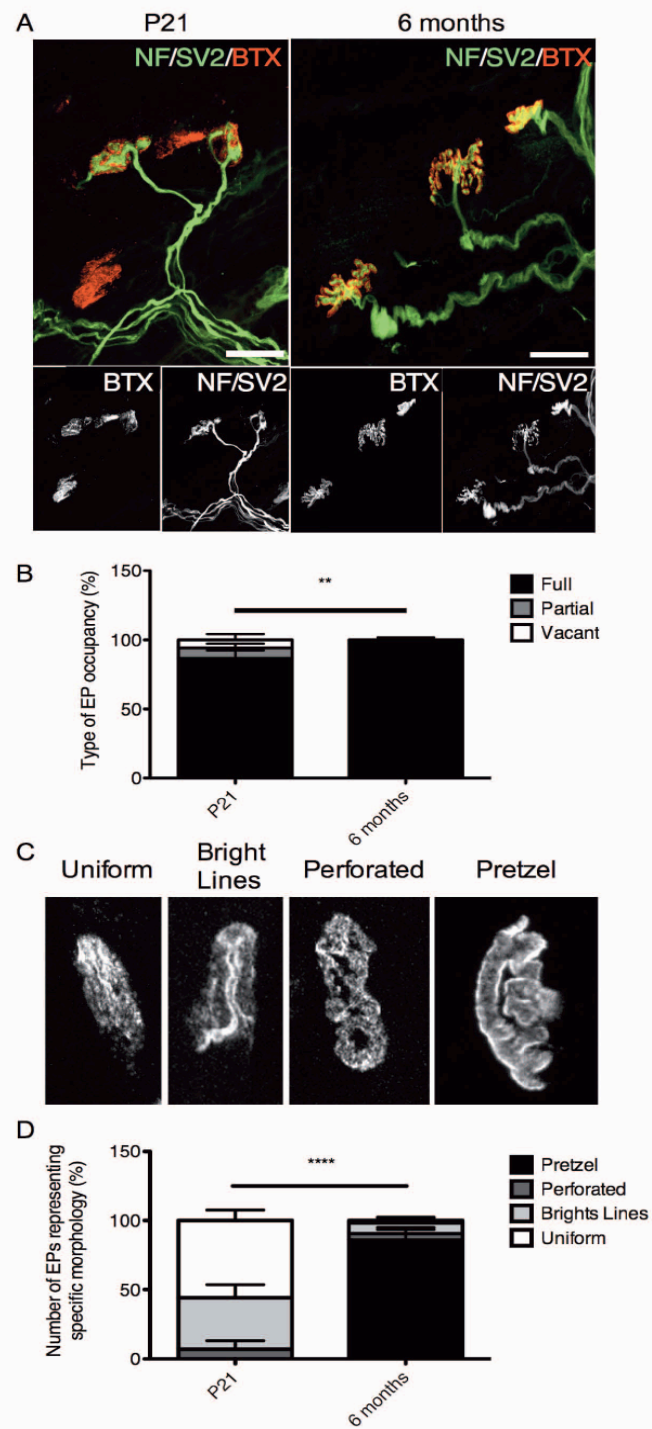 A
P21
6 months
NF/SV2/BTX
NF/SV2/BTX
BTX
NF/SV2
BTX
NF/SV2
B
Type of EP occupancy (%)
150
100
50
0
**
P21
6 months
Full
Partial
Vacant
C
Uniform
Bright
Lines
Perforated
Pretzel
D
Number of EPs representing
specific morphology (%)
150
100
50
0
****
P21
6 months
Pretzel
Perforated
Brights Lines
Uniform